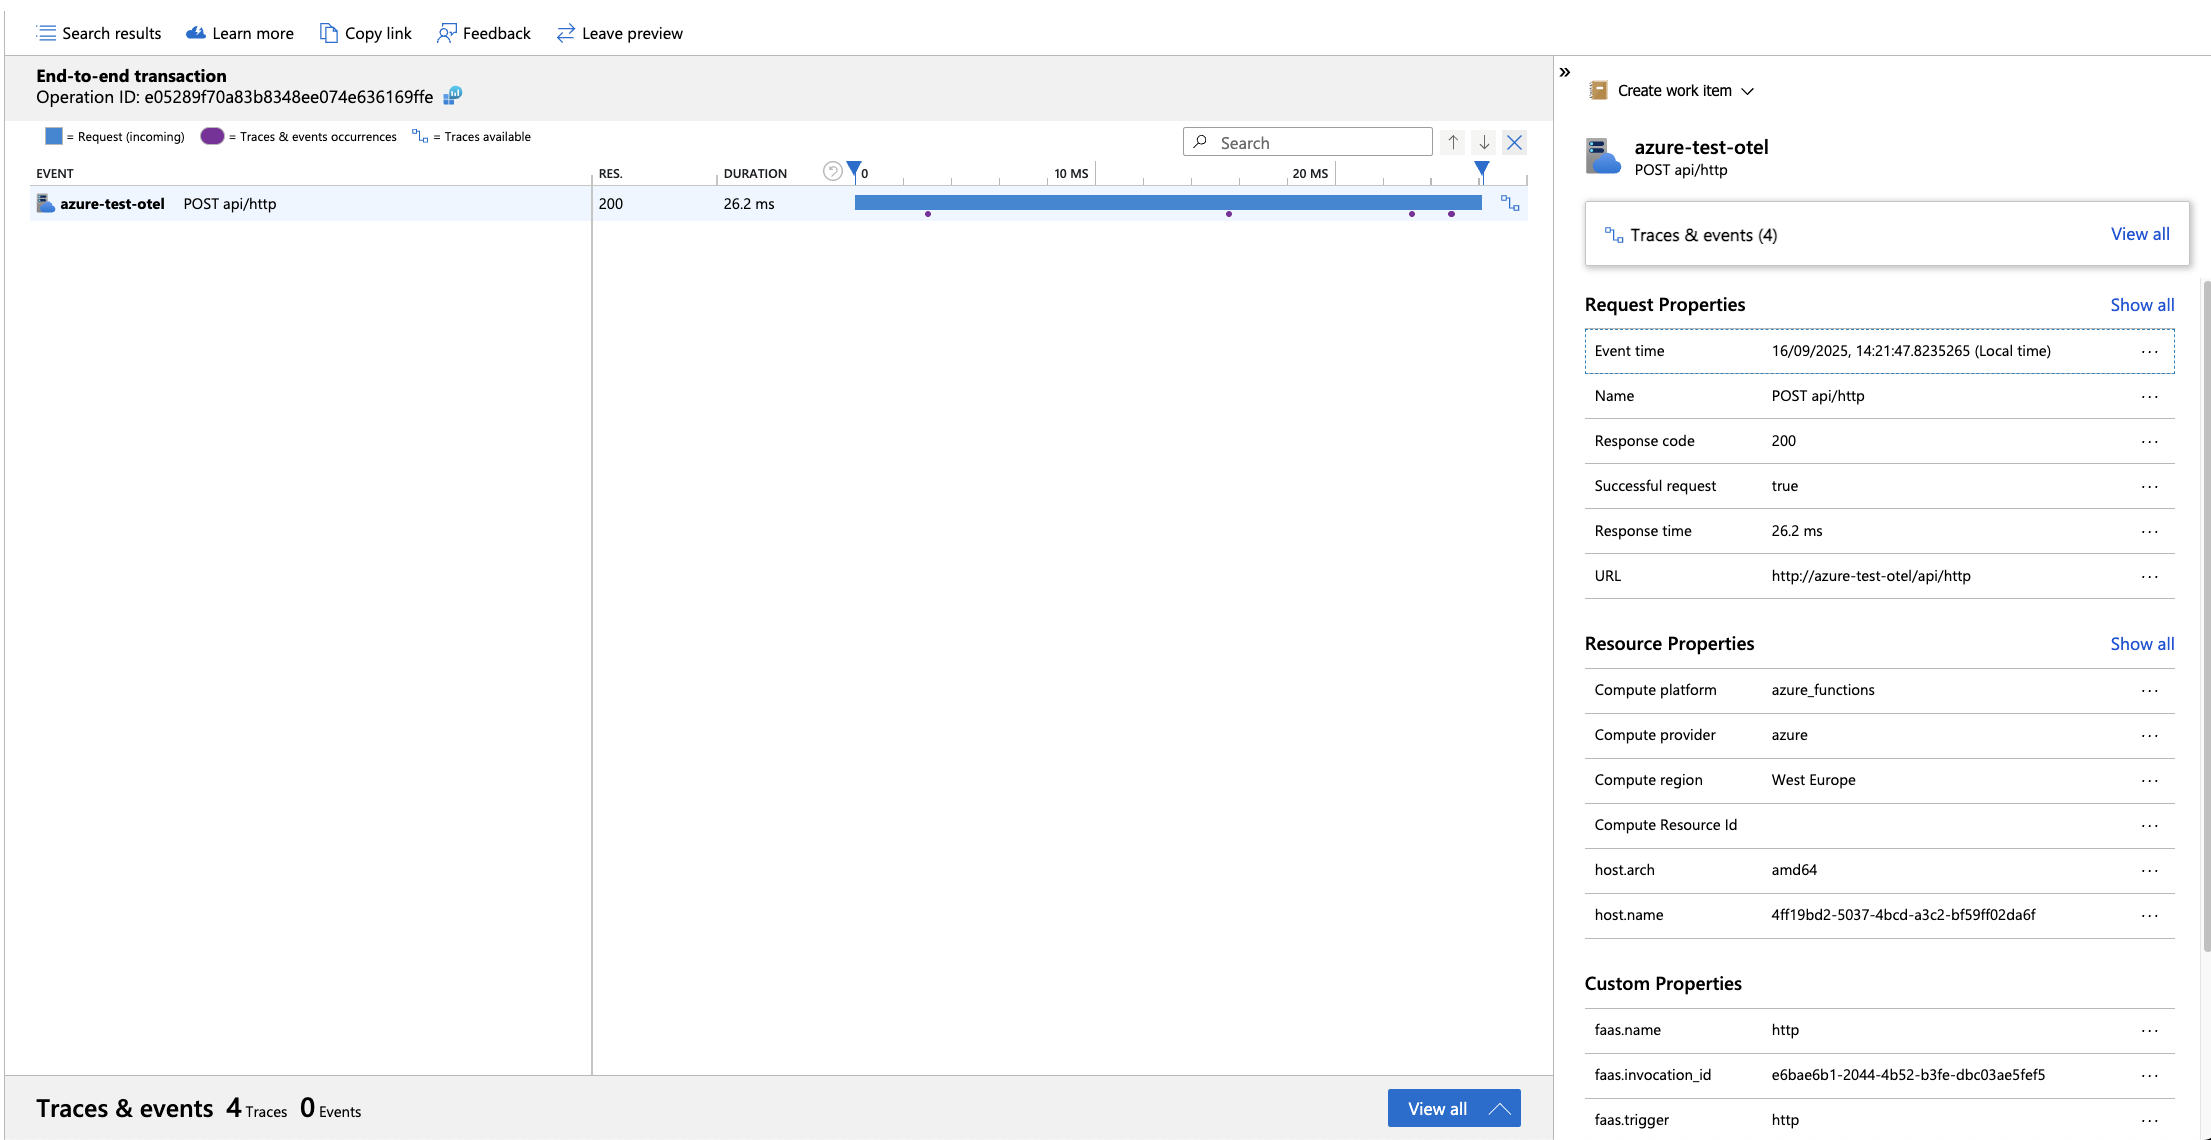 Search results Learn more Copy link Feedback Leave preview
End-to-end transaction
Operation ID: e05289f70a83b8348ee074e636169ffe
= Request (incoming) = Traces & events occurrences = Traces available
Search
EVENT RES. DURATION 0 10 MS 20 MS
azure-test-otel POST api/http 200 26.2 ms
Traces & events 4 Traces 0 Events
View all
Create work item
azure-test-otel
POST api/http
Traces & events (4) View all
Request Properties Show all
Event time 16/09/2025, 14:21:47.8235265 (Local time) ...
Name POST api/http ...
Response code 200 ...
Successful request true ...
Response time 26.2 ms ...
URL http://azure-test-otel/api/http ...
Resource Properties Show all
Compute platform azure_functions ...
Compute provider azure ...
Compute region West Europe ...
Compute Resource Id ...
host.arch amd64 ...
host.name 4ff19bd2-5037-4bcd-a3c2-bf59ff02da6f ...
Custom Properties
faas.name http ...
faas.invocation_id e6bae6b1-2044-4b52-b3fe-dbc03ae5fef5 ...
faas.trigger http ...